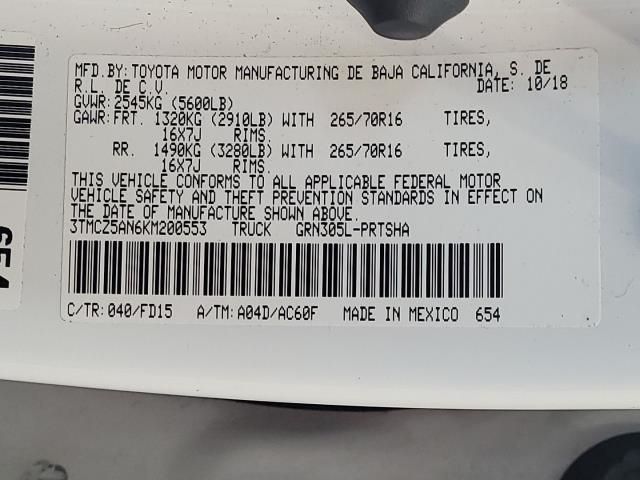 MFD.BY: TOYOTA MOTOR MANUFACTURING DE BAJA CALIFORNIA, S. DE
R.L. DE C.V. DATE: 10/18
GVWR: 2545KG (5600LB)
GAWR: FRT. 1320KG (2910LB) WITH 265/70R16 TIRES,
16X7J RIMS.
RR. 1490KG (3280LB) WITH 265/70R16 TIRES,
16X7J RIMS.
THIS VEHICLE CONFORMS TO ALL APPLICABLE FEDERAL MOTOR
VEHICLE SAFETY AND THEFT PREVENTION STANDARDS IN EFFECT ON
THE DATE OF MANUFACTURE SHOWN ABOVE.
3TMCZ5AN6KM200553 TRUCK GRN305L-PRTSHA
C/TR: 040/FD15 A/TM: A04D/AC60F MADE IN MEXICO 654
654